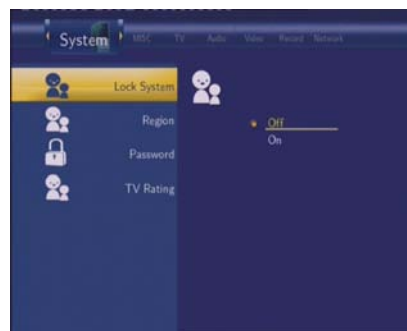 System MISC TV Audio Video Record Network
Lock System
Region
Password
TV Rating
Off
On